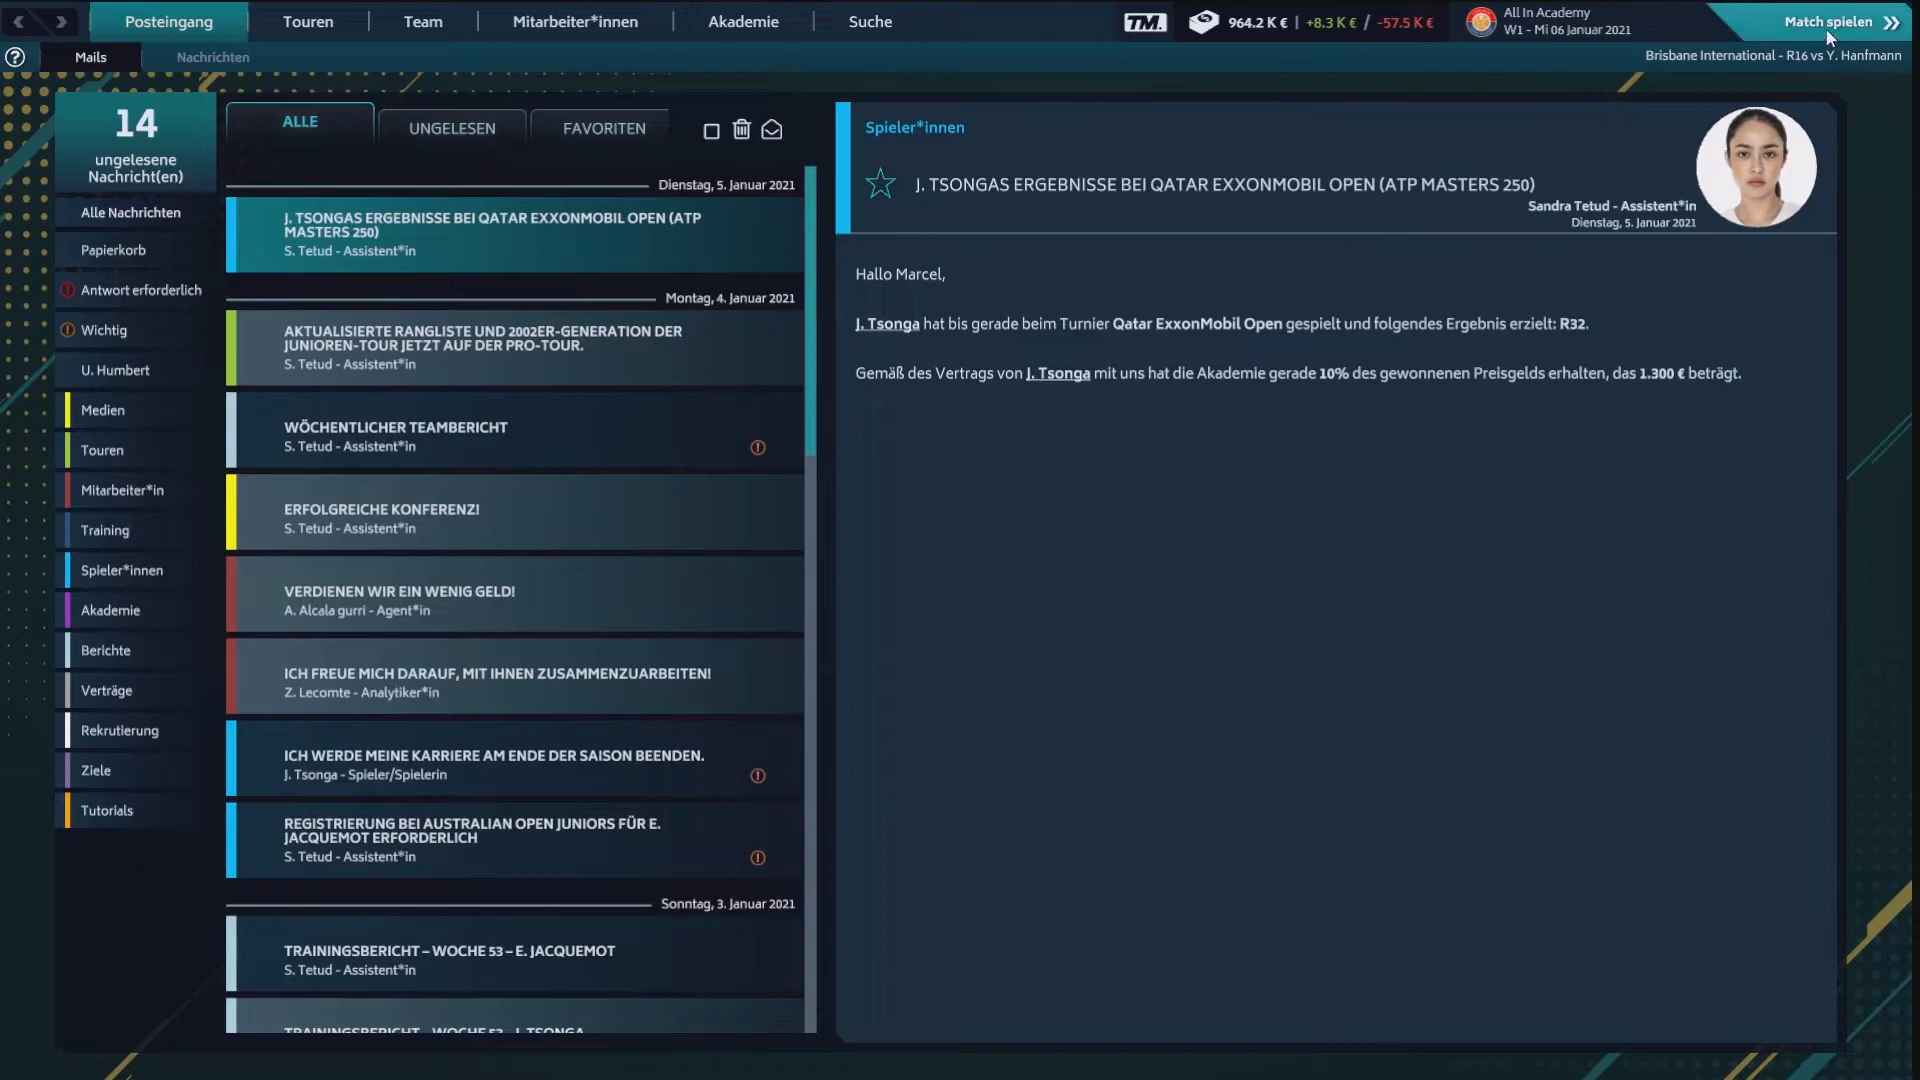 Posteingang
Touren
Team
Mitarbeiter*innen
Akademie
Suche
TM.
964.2 K € | +8.3 K € / -57.5 K €
All In Academy
W1 - Mi 06 Januar 2021
Match spielen
Mails
Nachrichten
Brisbane International - R16 vs Y. Hanfmann
14
ungelesene
Nachricht(en)
Alle Nachrichten
Papierkorb
Antwort erforderlich
Wichtig
U. Humbert
Medien
Touren
Mitarbeiter*in
Training
Spieler*innen
Akademie
Berichte
Verträge
Rekrutierung
Ziele
Tutorials
ALLE
UNGELESEN
FAVORITEN
Dienstag, 5. Januar 2021
J. TSONGAS ERGEBNISSE BEI QATAR EXXONMOBIL OPEN (ATP
MASTERS 250)
S. Tetud - Assistent*in
Montag, 4. Januar 2021
AKTUALISIERTE RANGLISTE UND 2002ER-GENERATION DER
JUNIOREN-TOUR JETZT AUF DER PRO-TOUR.
S. Tetud - Assistent*in
WÖCHENTLICHER TEAMBERICHT
S. Tetud - Assistent*in
ERFOLGREICHE KONFERENZ!
S. Tetud - Assistent*in
VERDIENEN WIR EIN WENIG GELD!
A. Alcala gurri - Agent*in
ICH FREUE MICH DARAUF, MIT IHNEN ZUSAMMENZUARBEITEN!
Z. Lecomte - Analytiker*in
ICH WERDE MEINE KARRIERE AM ENDE DER SAISON BEENDEN.
J. Tsonga - Spieler/Spielerin
REGISTRIERUNG BEI AUSTRALIAN OPEN JUNIORS FÜR E.
JACQUEMOT ERFORDERLICH
S. Tetud - Assistent*in
Sonntag, 3. Januar 2021
TRAININGSBERICHT – WOCHE 53 – E. JACQUEMOT
S. Tetud - Assistent*in
TRAININGSBERICHT – WOCHE 53 – J. TSONGA
Spieler*innen
J. TSONGAS ERGEBNISSE BEI QATAR EXXONMOBIL OPEN (ATP MASTERS 250)
Sandra Tetud - Assistent*in
Dienstag, 5. Januar 2021
Hallo Marcel,
J. Tsonga hat bis gerade beim Turnier Qatar ExxonMobil Open gespielt und folgendes Ergebnis erzielt: R32.
Gemäß des Vertrags von J. Tsonga mit uns hat die Akademie gerade 10% des gewonnenen Preisgelds erhalten, das 1.300 € beträgt.